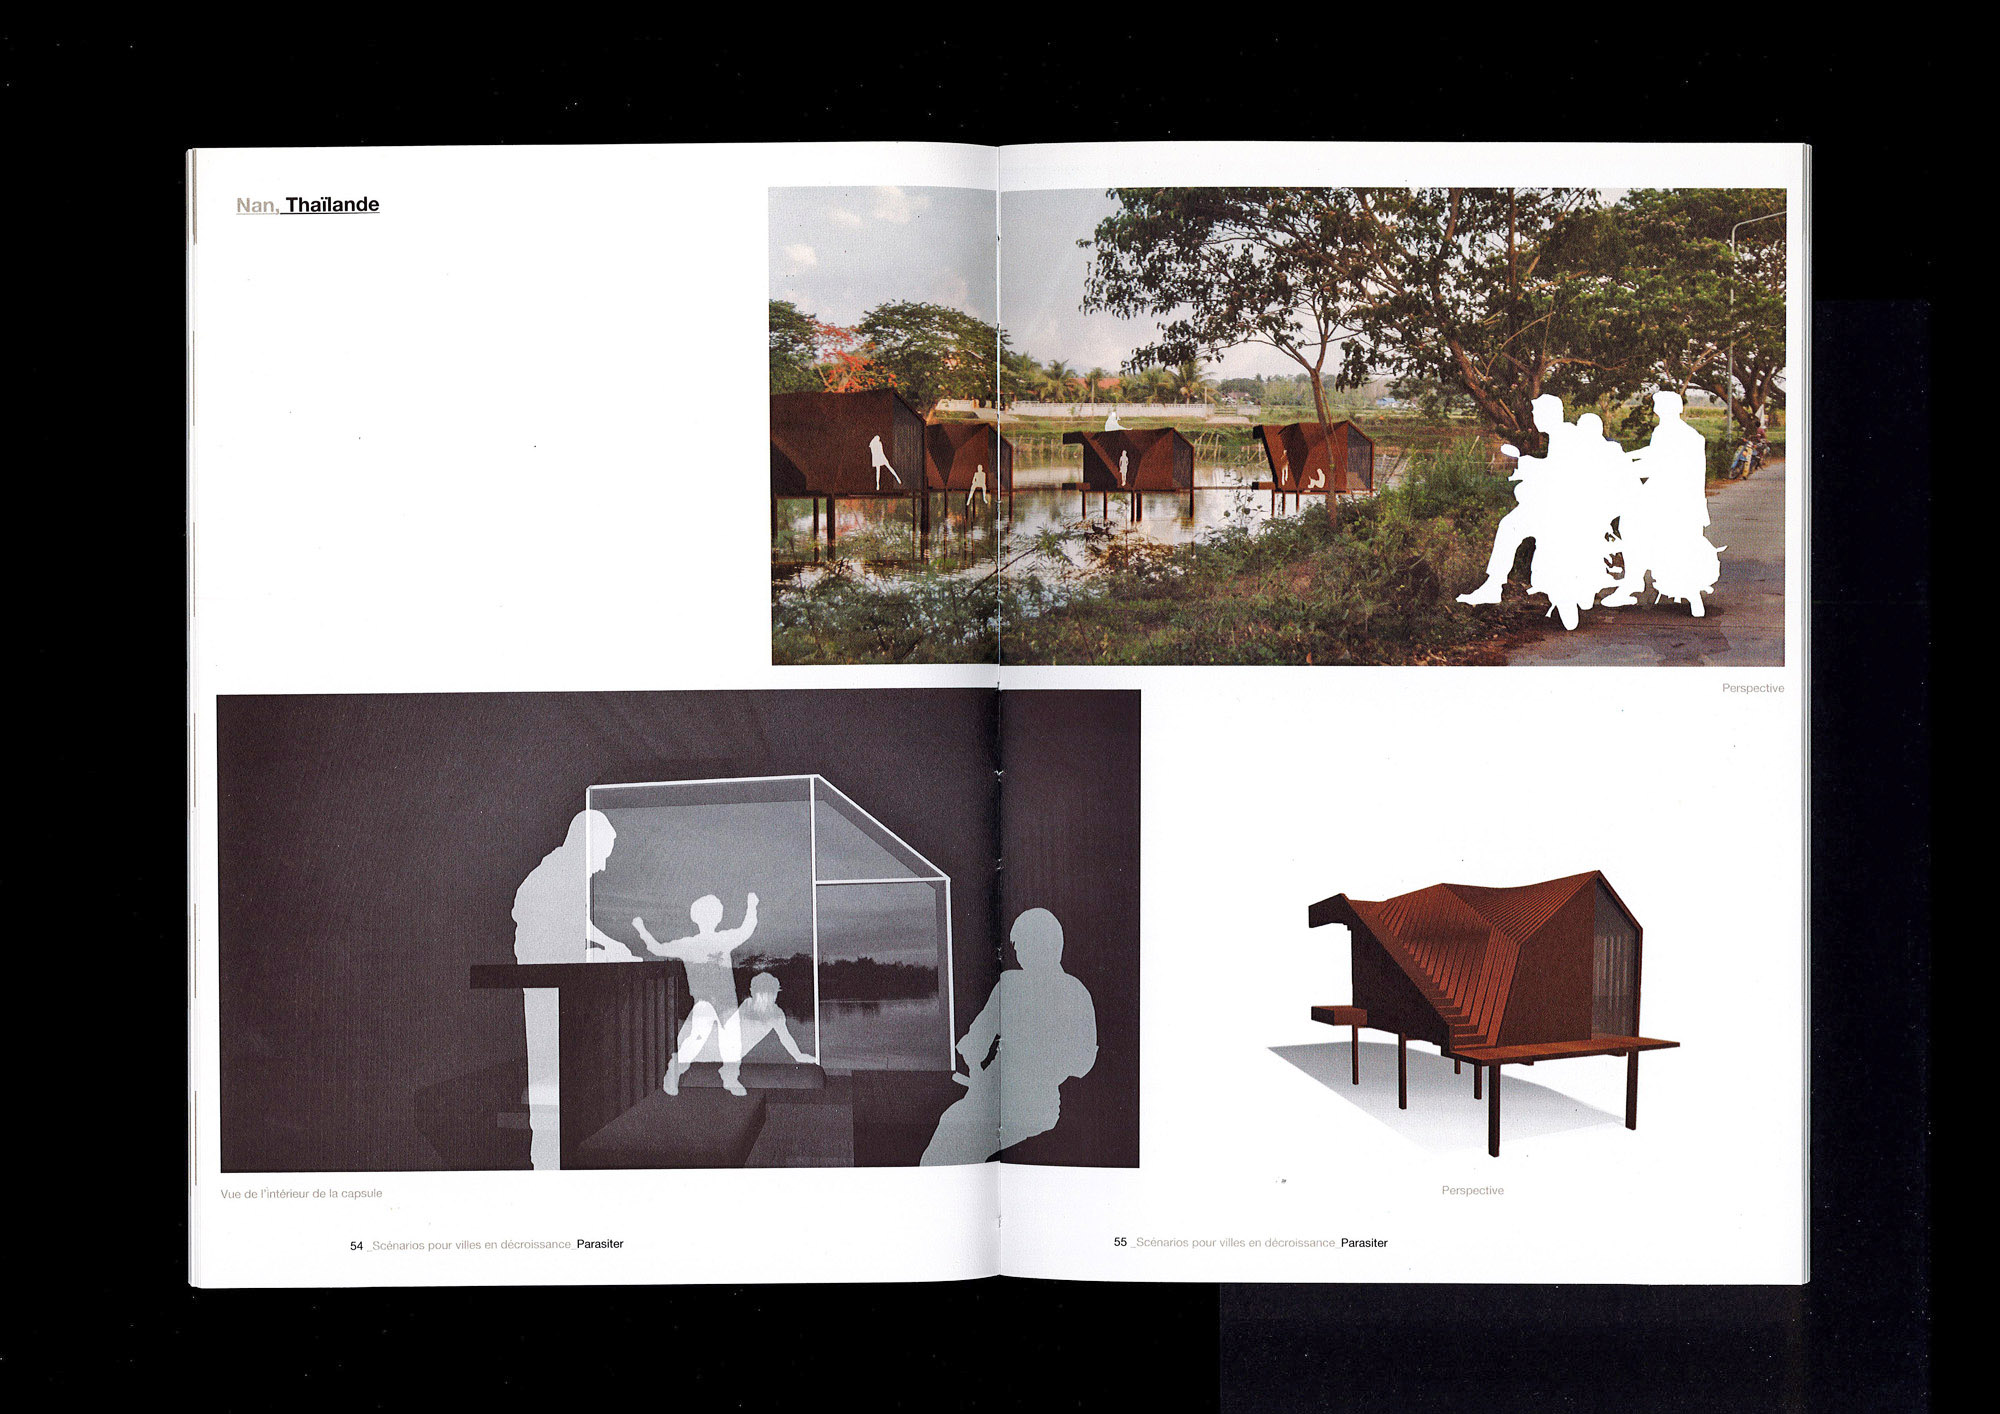 Nan, Thaïlande
Perspective
Vue de l'intérieur de la capsule
Perspective
54 _Scénarios pour villes en décroissance_Parasiter
55 _Scénarios pour villes en décroissance_Parasiter